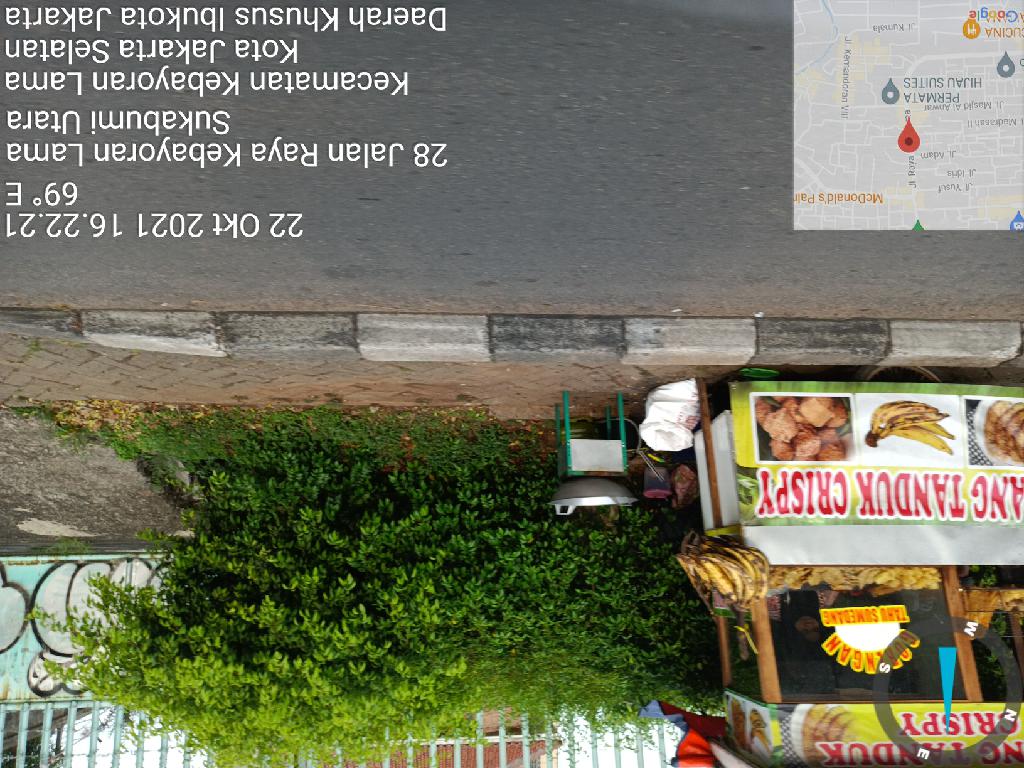 ANG TANDUK
CRISPY
GORENGAN
TAHU SUMEDANG
ANG TANDUK CRISPY
N
E
S
W
22 Okt 2021 16.22.21
69° E
28 Jalan Raya Kebayoran Lama
Sukabumi Utara
Kecamatan Kebayoran Lama
Kota Jakarta Selatan
Daerah Khusus Ibukota Jakarta
McDonald's Pal
Jl. Yusuf
Jl. Idris
Jl. Raya
Jl. Adam
l. Madrasah II
Jl. Masjid Al Anwar
PERMATA
HIJAU SUITES
Jl. Kemandoran VIII
CUCINA
Jl. Kumala
Google